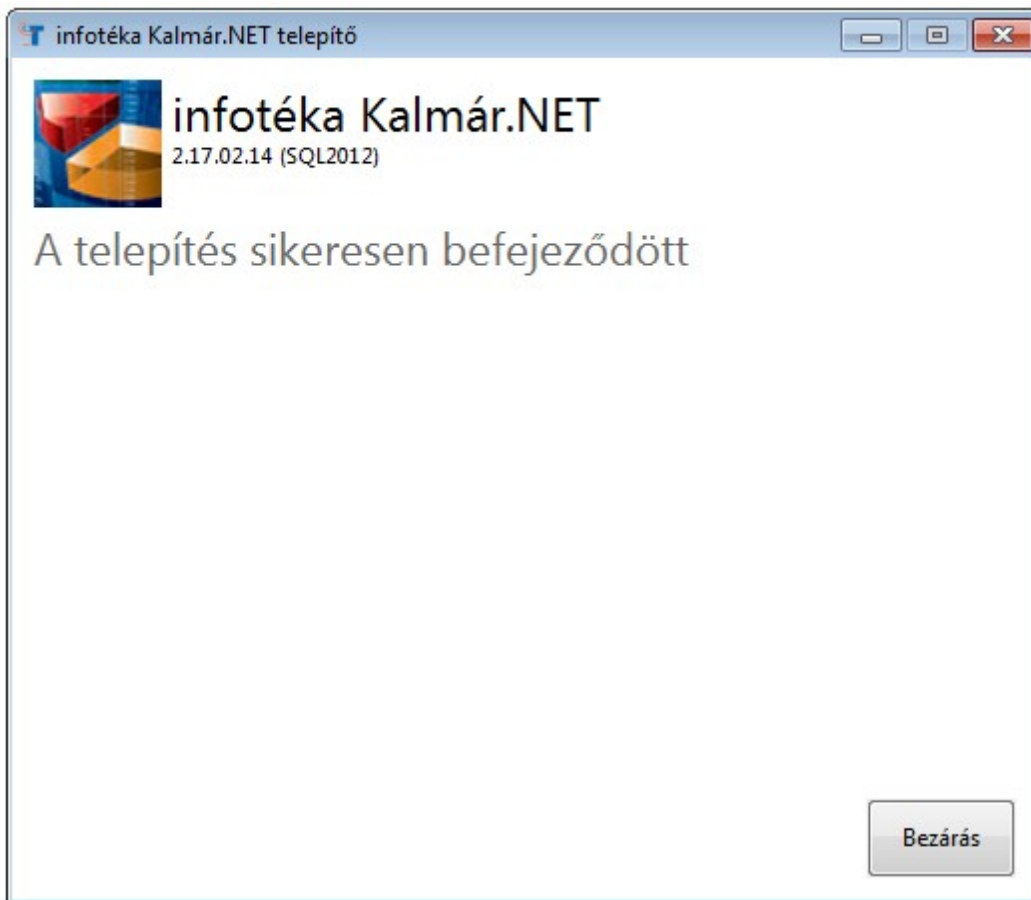 infotéka Kalmár.NET telepítő
infotéka Kalmár.NET
2.17.02.14 (SQL2012)
A telepítés sikeresen befejeződött
Bezárás